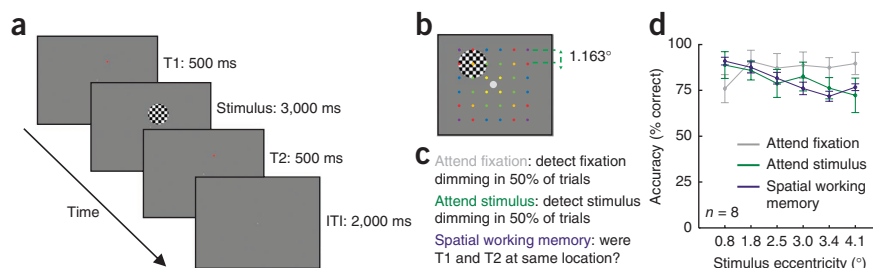 a
T1: 500 ms
Stimulus: 3,000 ms
T2: 500 ms
ITI: 2,000 ms
Time
b
1.163°
c
Attend fixation: detect fixation
dimming in 50% of trials
Attend stimulus: detect stimulus
dimming in 50% of trials
Spatial working memory: were
T1 and T2 at same location?
d
Accuracy (% correct)
100
75
50
25
0
Attend fixation
Attend stimulus
Spatial working
memory
n = 8
0.8 1.8 2.5 3.0 3.4 4.1
Stimulus eccentricity (°)